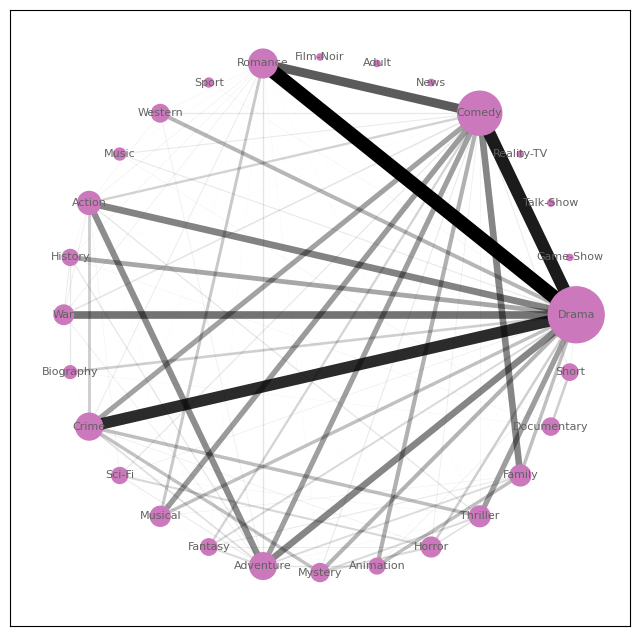 Film-Noir
Romance
Adult
Sport
News
Western
Comedy
Music
Reality-TV
Action
Talk-Show
History
Game-Show
War
Drama
Biography
Short
Crime
Documentary
Sci-Fi
Family
Musical
Thriller
Fantasy
Horror
Adventure
Animation
Mystery